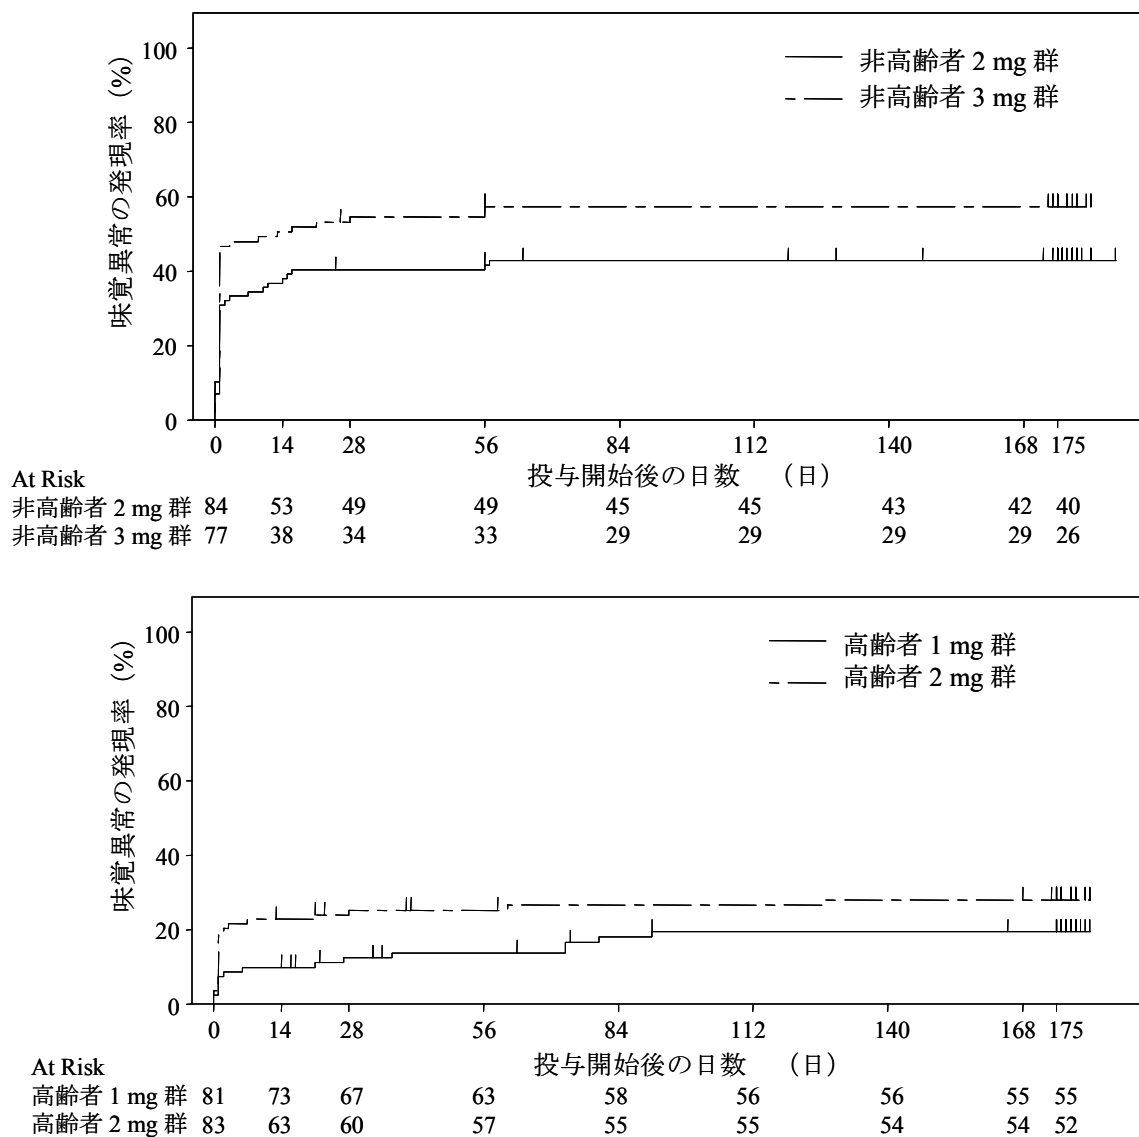 100
80
60
40
20
0
味覚異常の発現率 (%)
非高齢者 2 mg 群
非高齢者 3 mg 群
0 14 28 56 84 112 140 168 175
投与開始後の日数 (日)
At Risk
非高齢者 2 mg 群 84 53 49 49 45 45 43 42 40
非高齢者 3 mg 群 77 38 34 33 29 29 29 29 26
100
80
60
40
20
0
味覚異常の発現率 (%)
高齢者 1 mg 群
高齢者 2 mg 群
0 14 28 56 84 112 140 168 175
投与開始後の日数 (日)
At Risk
高齢者 1 mg 群 81 73 67 63 58 56 56 55 55
高齢者 2 mg 群 83 63 60 57 55 55 54 54 52